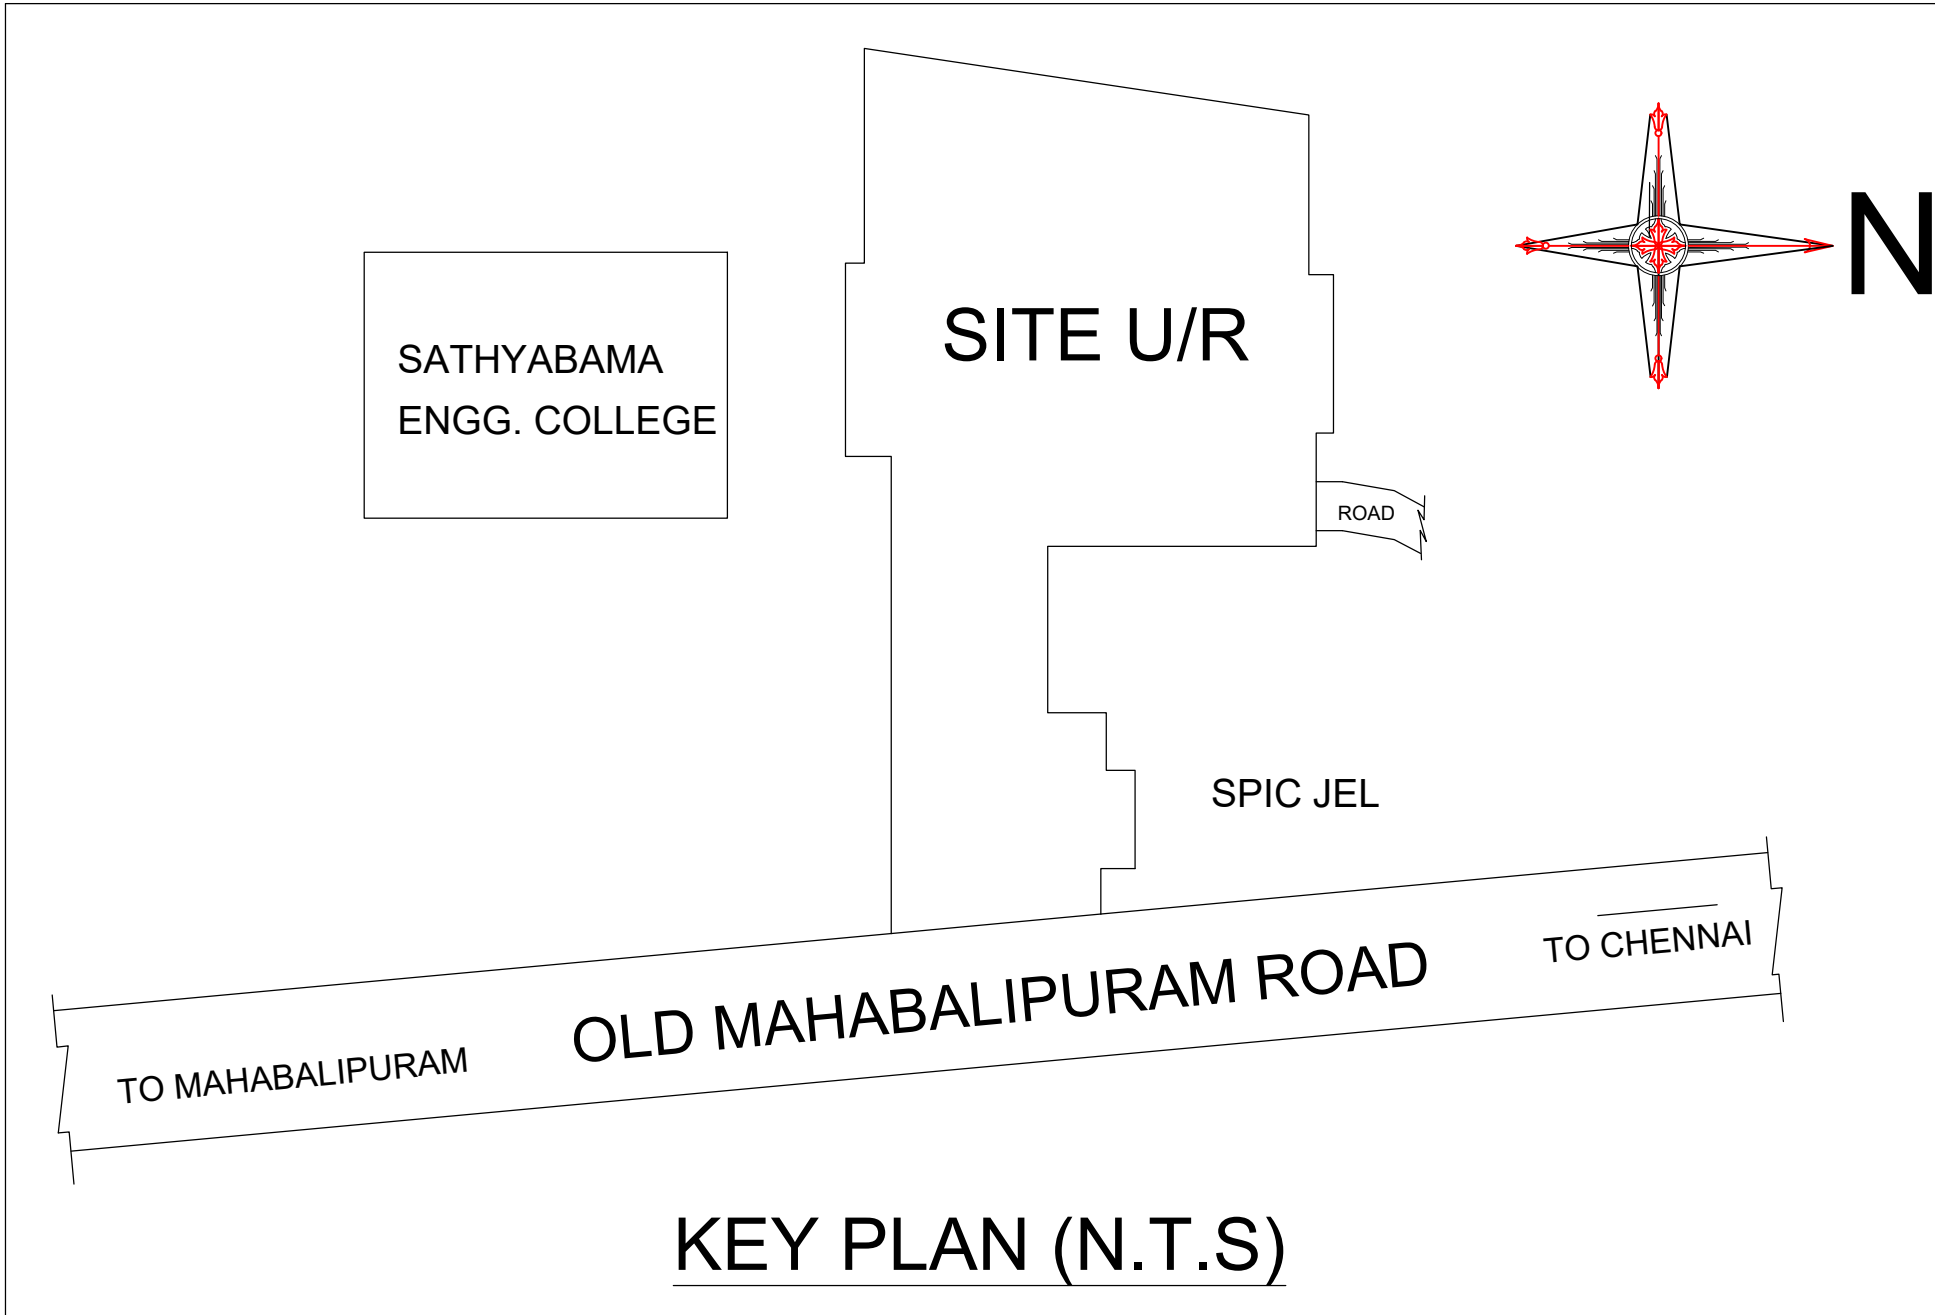 N
SITE U/R
SATHYABAMA
ENGG. COLLEGE
ROAD
SPIC JEL
TO CHENNAI
OLD MAHABALIPURAM ROAD
TO MAHABALIPURAM
KEY PLAN (N.T.S)